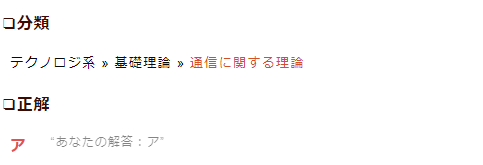 ❏分類
テクノロジ系 » 基礎理論 » 通信に関する理論
❏正解
ア “あなたの解答：ア”